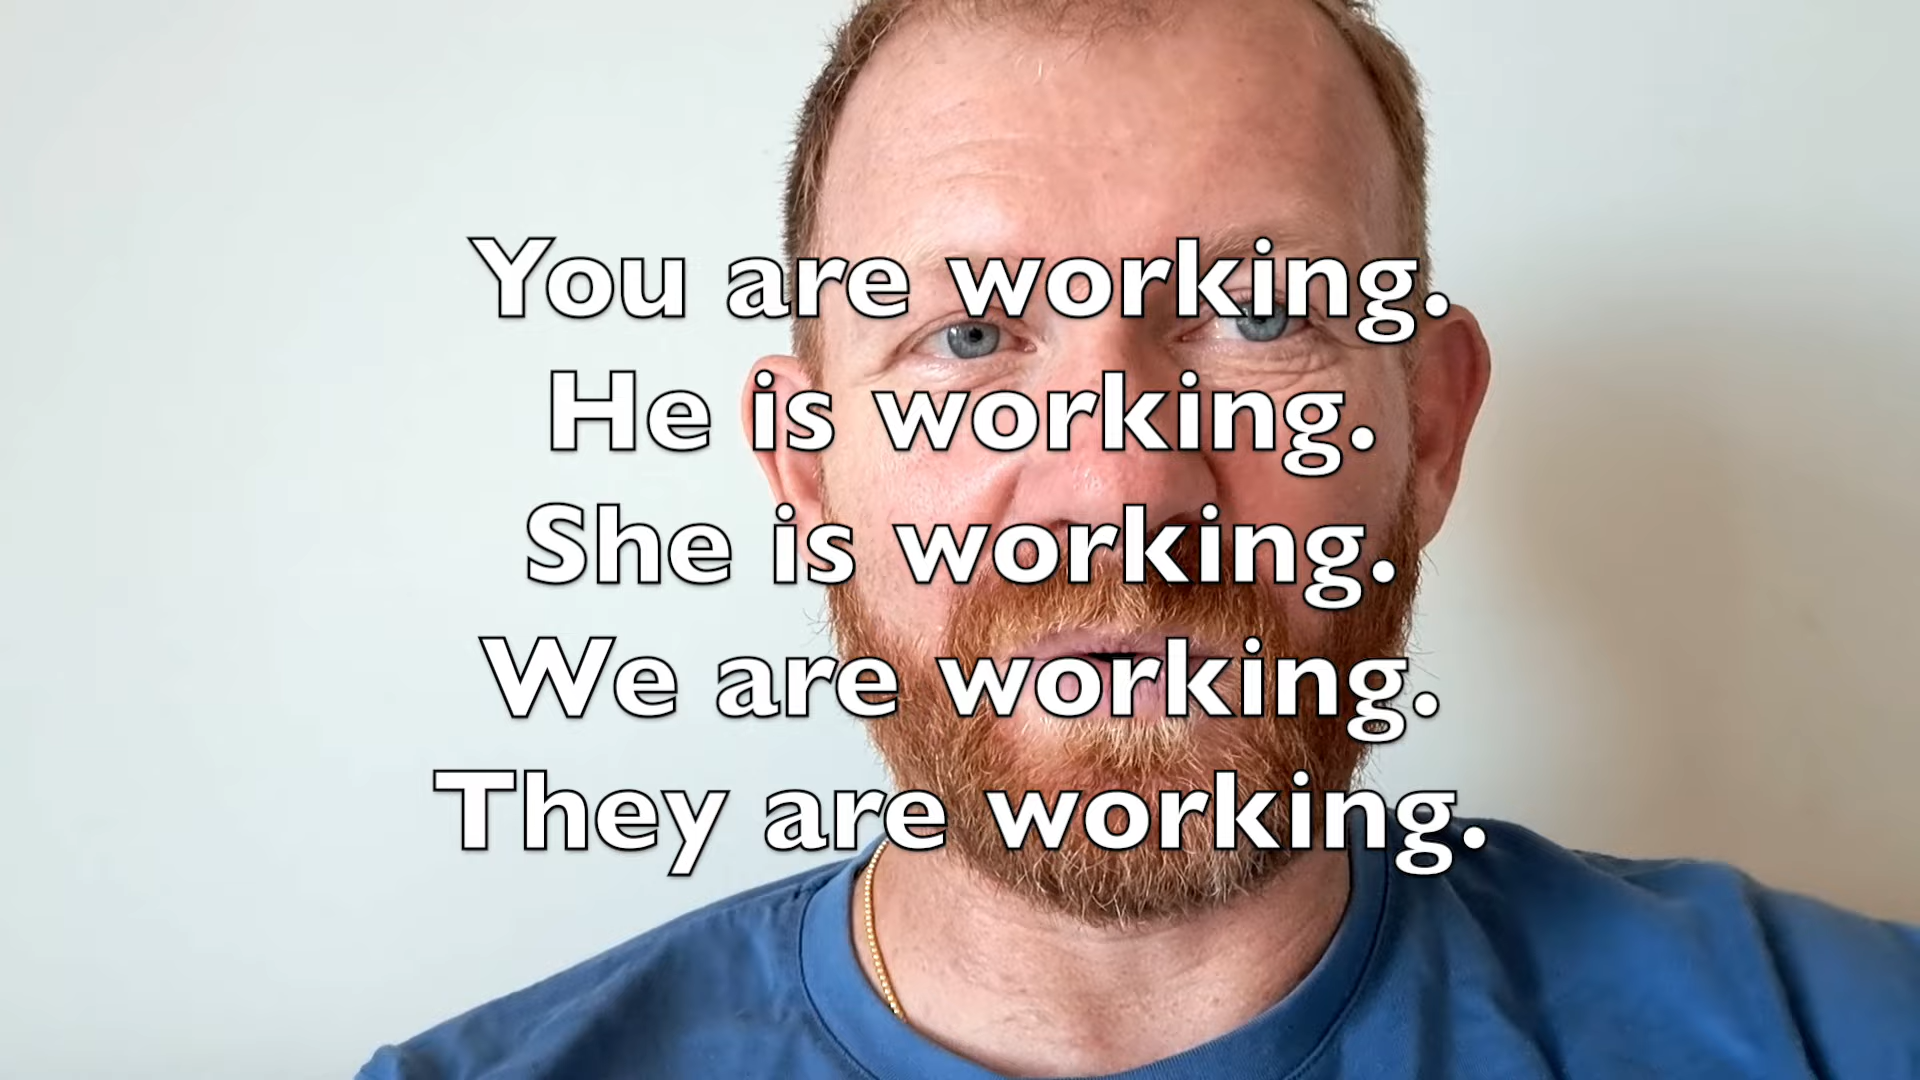 You are working.
He is working.
She is working.
We are working.
They are working.